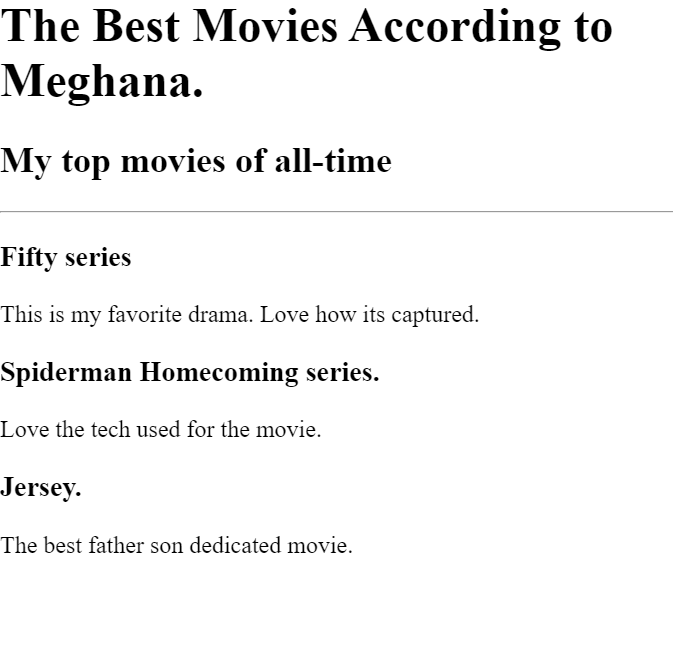 The Best Movies According to
Meghana.
My top movies of all-time
Fifty series
This is my favorite drama. Love how its captured.
Spiderman Homecoming series.
Love the tech used for the movie.
Jersey.
The best father son dedicated movie.